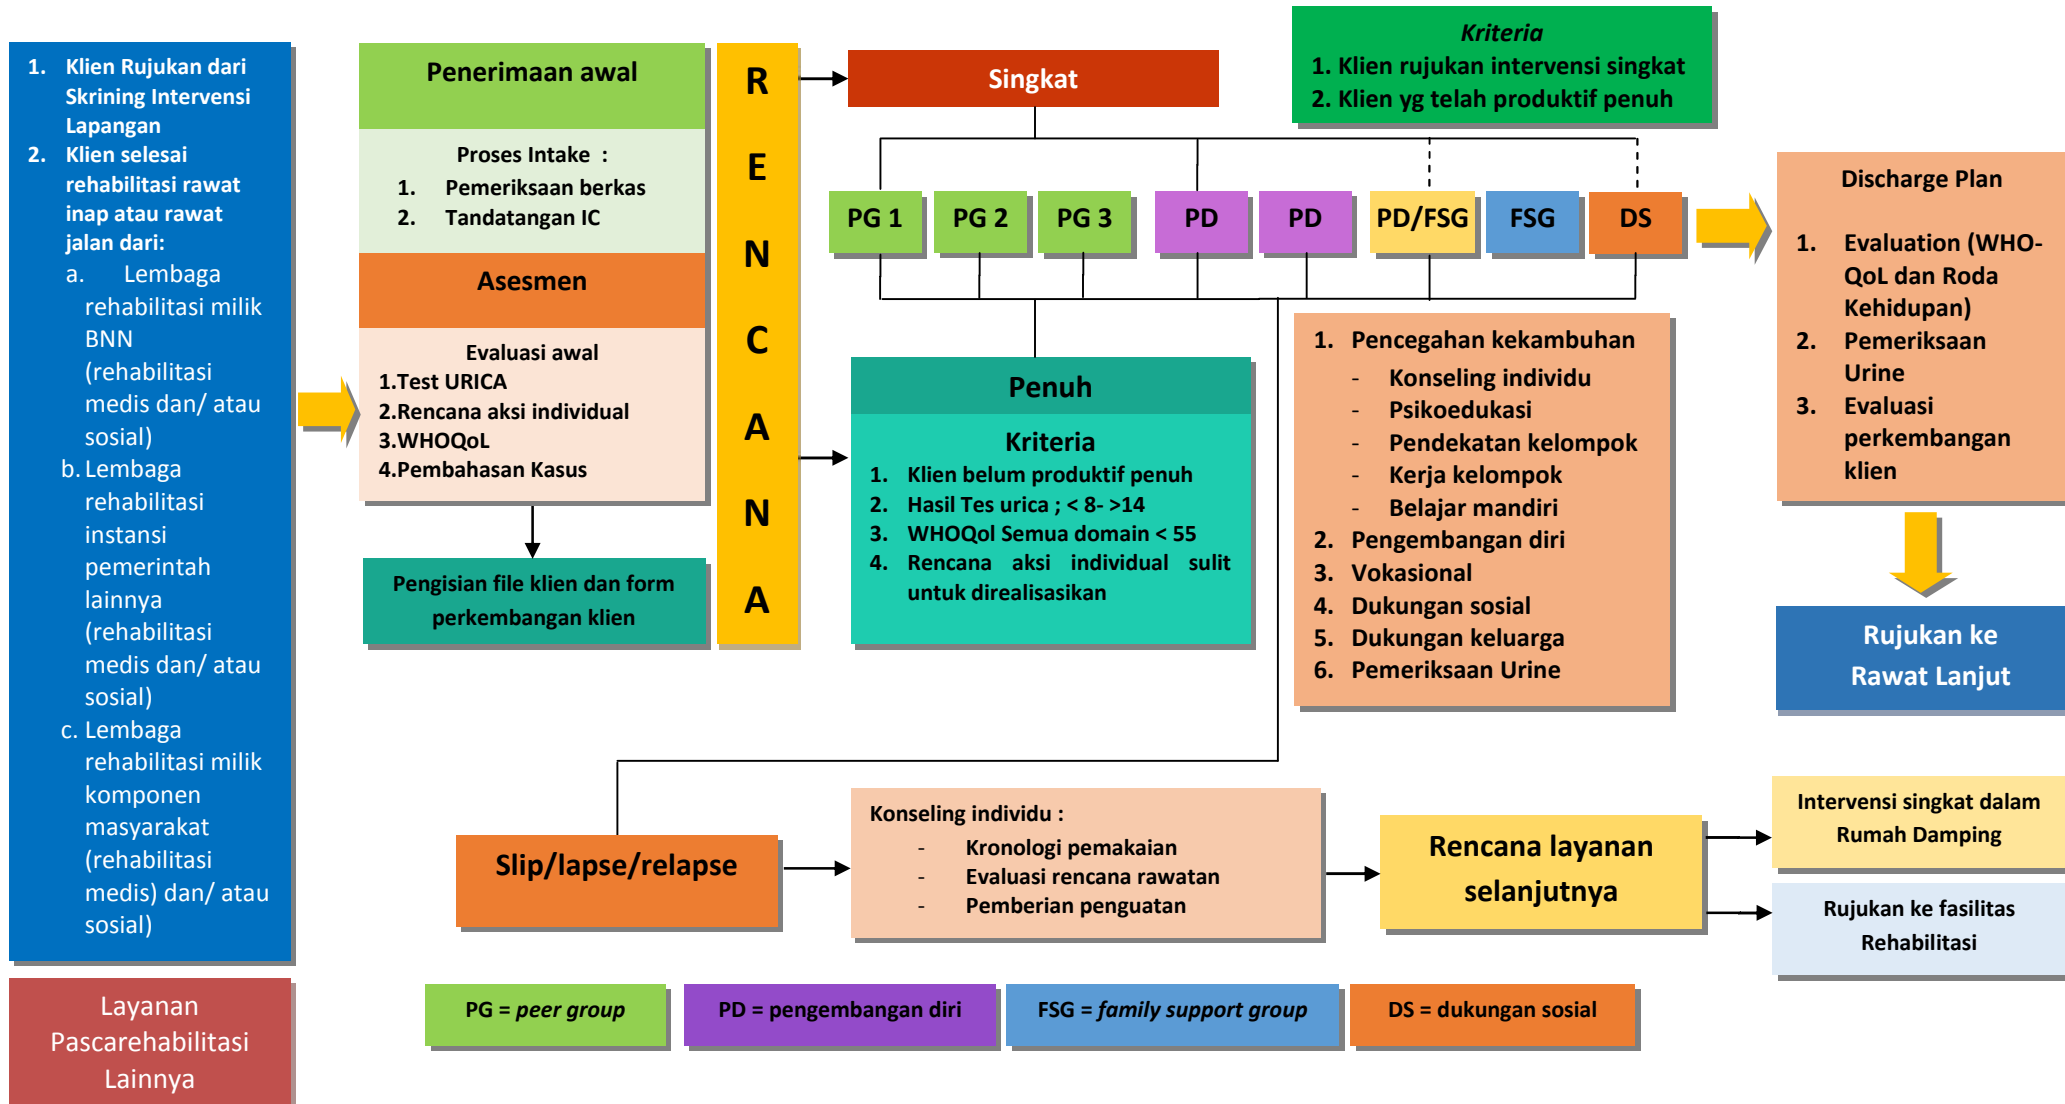 1. Klien Rujukan dari
Skrining Intervensi
Lapangan
2. Klien selesai
rehabilitasi rawat
inap atau rawat
jalan dari:
a. Lembaga
rehabilitasi milik
BNN
(rehabilitasi
medis dan/ atau
sosial)
b. Lembaga
rehabilitasi
instansi
pemerintah
lainnya
(rehabilitasi
medis dan/ atau
sosial)
c. Lembaga
rehabilitasi milik
komponen
masyarakat
(rehabilitasi
medis) dan/ atau
sosial)
Layanan
Pascarehabilitasi
Lainnya
Penerimaan awal
Proses Intake :
1. Pemeriksaan berkas
2. Tandatangan IC
Asesmen
Evaluasi awal
1.Test URICA
2.Rencana aksi individual
3.WHOQoL
4.Pembahasan Kasus
Pengisian file klien dan form
perkembangan klien
R
E
N
C
A
N
A
Singkat
Kriteria
1. Klien rujukan intervensi singkat
2. Klien yg telah produktif penuh
PG 1
PG 2
PG 3
PD
PD
PD/FSG
FSG
DS
Penuh
Kriteria
1. Klien belum produktif penuh
2. Hasil Tes urica ; < 8- >14
3. WHOQol Semua domain < 55
4. Rencana aksi individual sulit
untuk direalisasikan
1. Pencegahan kekambuhan
- Konseling individu
- Psikoedukasi
- Pendekatan kelompok
- Kerja kelompok
- Belajar mandiri
2. Pengembangan diri
3. Vokasional
4. Dukungan sosial
5. Dukungan keluarga
6. Pemeriksaan Urine
Discharge Plan
1. Evaluation (WHO-
QoL dan Roda
Kehidupan)
2. Pemeriksaan
Urine
3. Evaluasi
perkembangan
klien
Rujukan ke
Rawat Lanjut
Slip/lapse/relapse
Konseling individu :
- Kronologi pemakaian
- Evaluasi rencana rawatan
- Pemberian penguatan
Rencana layanan
selanjutnya
Intervensi singkat dalam
Rumah Damping
Rujukan ke fasilitas
Rehabilitasi
PG = peer group
PD = pengembangan diri
FSG = family support group
DS = dukungan sosial